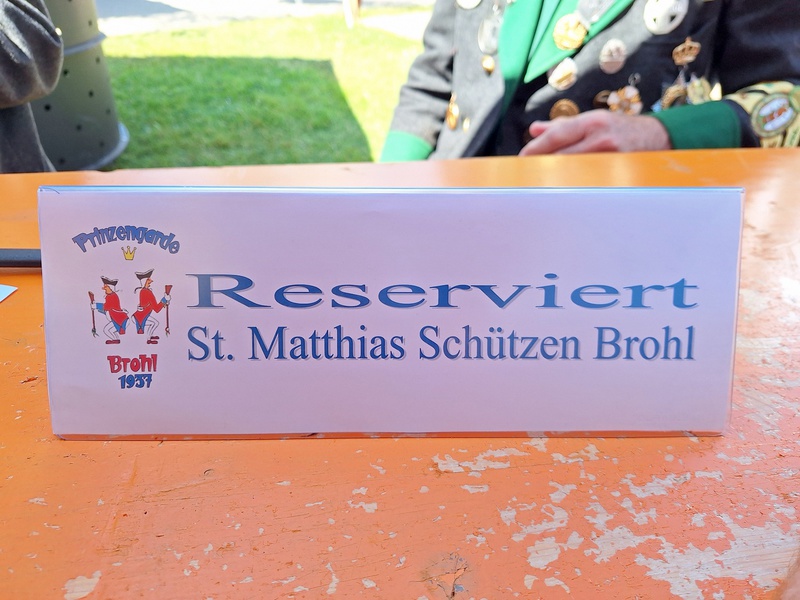 Prinzengarde
Brohl
1937
Reserviert
St. Matthias Schützen Brohl